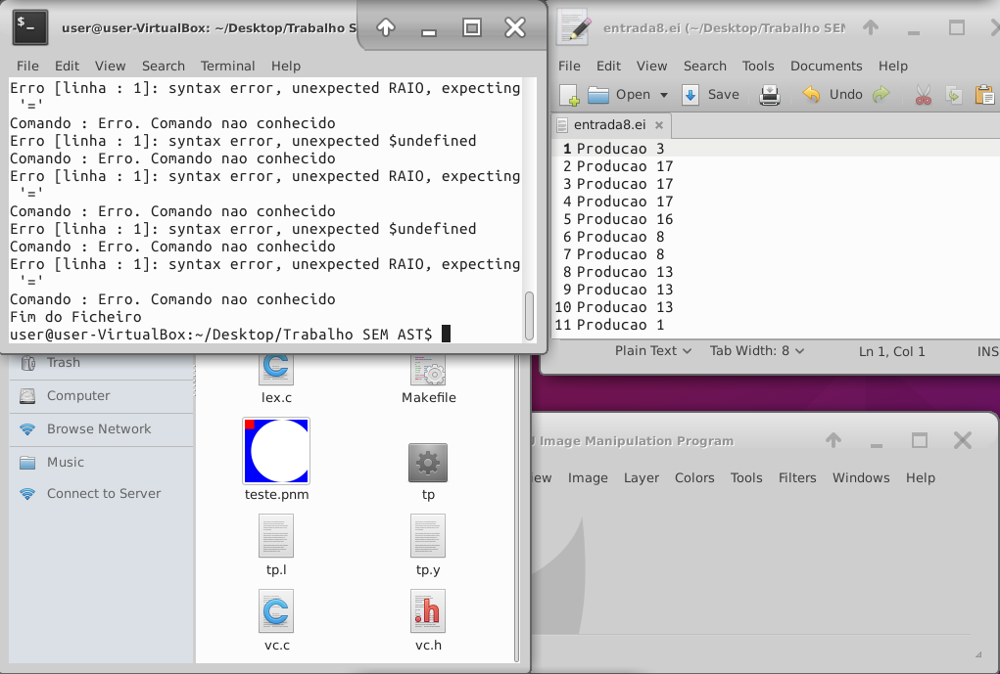 user@user-VirtualBox: ~/Desktop/Trabalho S
File Edit View Search Terminal Help
Erro [linha : 1]: syntax error, unexpected RAIO, expecting
'='
Comando : Erro. Comando nao conhecido
Erro [linha : 1]: syntax error, unexpected $undefined
Comando : Erro. Comando nao conhecido
Erro [linha : 1]: syntax error, unexpected RAIO, expecting
'='
Comando : Erro. Comando nao conhecido
Erro [linha : 1]: syntax error, unexpected $undefined
Comando : Erro. Comando nao conhecido
Erro [linha : 1]: syntax error, unexpected RAIO, expecting
'='
Comando : Erro. Comando nao conhecido
Fim do Ficheiro
user@user-VirtualBox:~/Desktop/Trabalho SEM AST$
entrada8.ei (~/Desktop/Trabalho SEM
File Edit View Search Tools Documents Help
Open Save Undo
entrada8.ei
1 Producao 3
2 Producao 17
3 Producao 17
4 Producao 17
5 Producao 16
6 Producao 8
7 Producao 8
8 Producao 13
9 Producao 13
10 Producao 13
11 Producao 1
Plain Text Tab Width: 8 Ln 1, Col 1 INS
Trash
Computer
Browse Network
Music
Connect to Server
lex.c
Makefile
teste.pnm
tp
tp.l
tp.y
vc.c
vc.h
U Image Manipulation Program
iew Image Layer Colors Tools Filters Windows Help